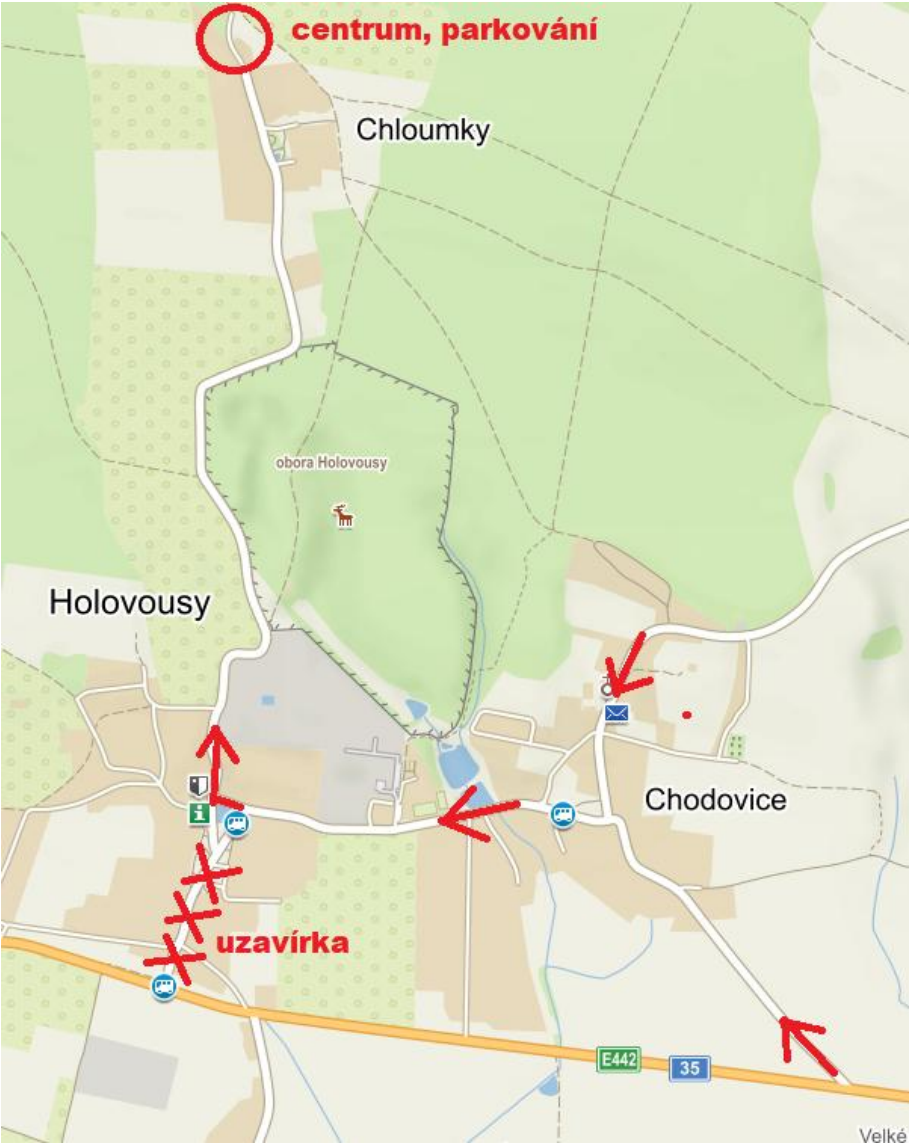 centrum, parkování
Chloumky
obora Holovousy
Holovousy
Chodovice
i
uzavírka
E442
35
Velké